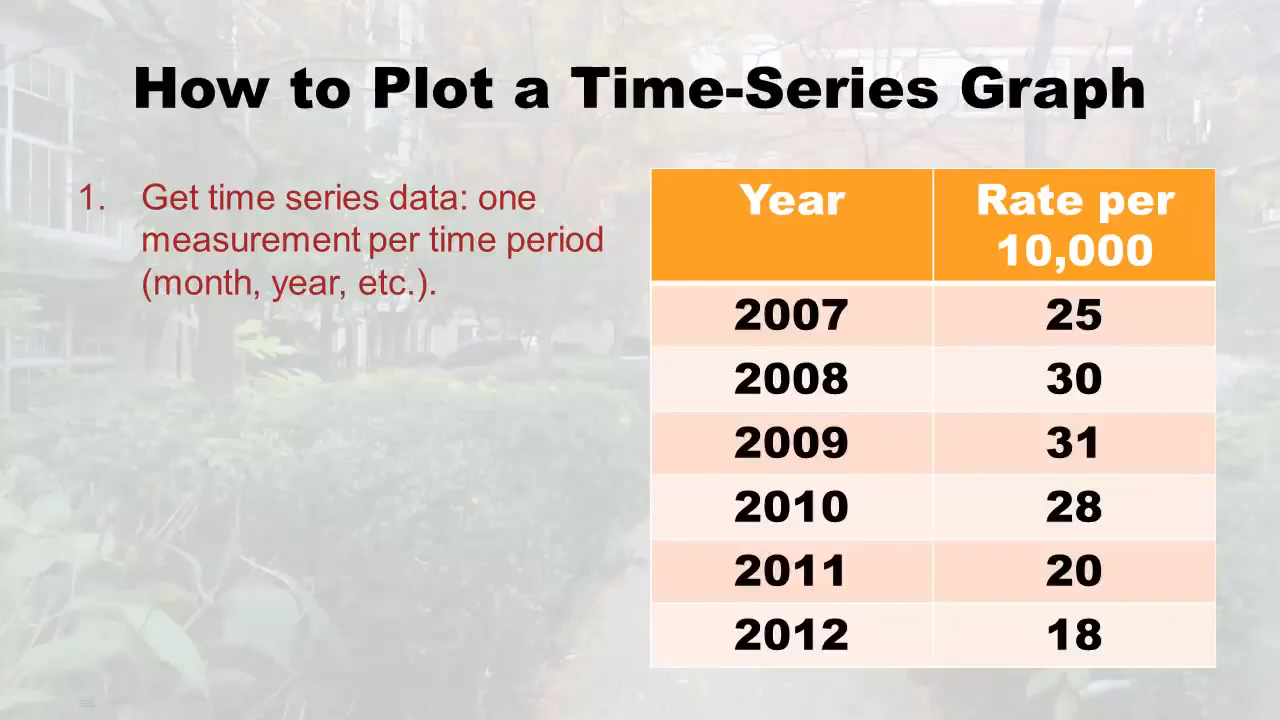 How to Plot a Time-Series Graph
1. Get time series data: one
measurement per time period
(month, year, etc.).
Year Rate per
10,000
2007 25
2008 30
2009 31
2010 28
2011 20
2012 18